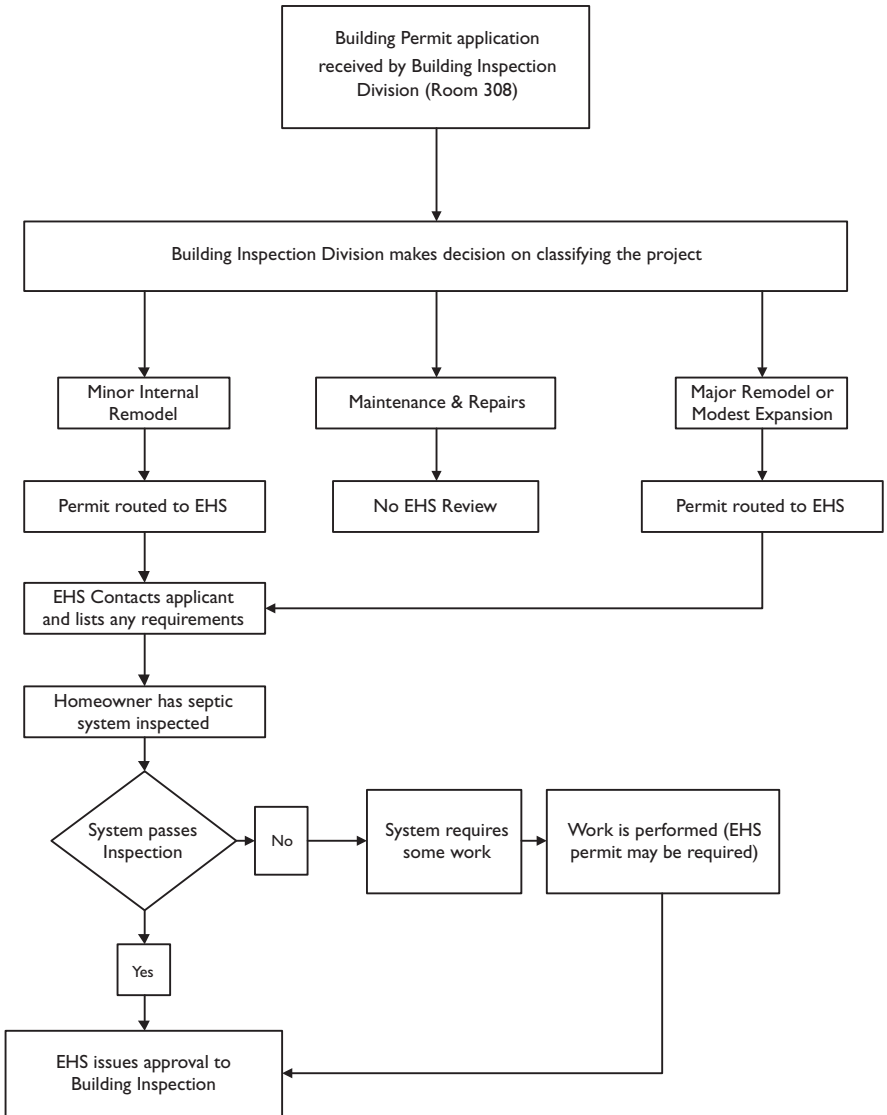 Building Permit application
received by Building Inspection
Division (Room 308)
Building Inspection Division makes decision on classifying the project
Minor Internal
Remodel
Maintenance & Repairs
Major Remodel or
Modest Expansion
Permit routed to EHS
No EHS Review
Permit routed to EHS
EHS Contacts applicant
and lists any requirements
Homeowner has septic
system inspected
System passes
Inspection
No
System requires
some work
Work is performed (EHS
permit may be required)
Yes
EHS issues approval to
Building Inspection